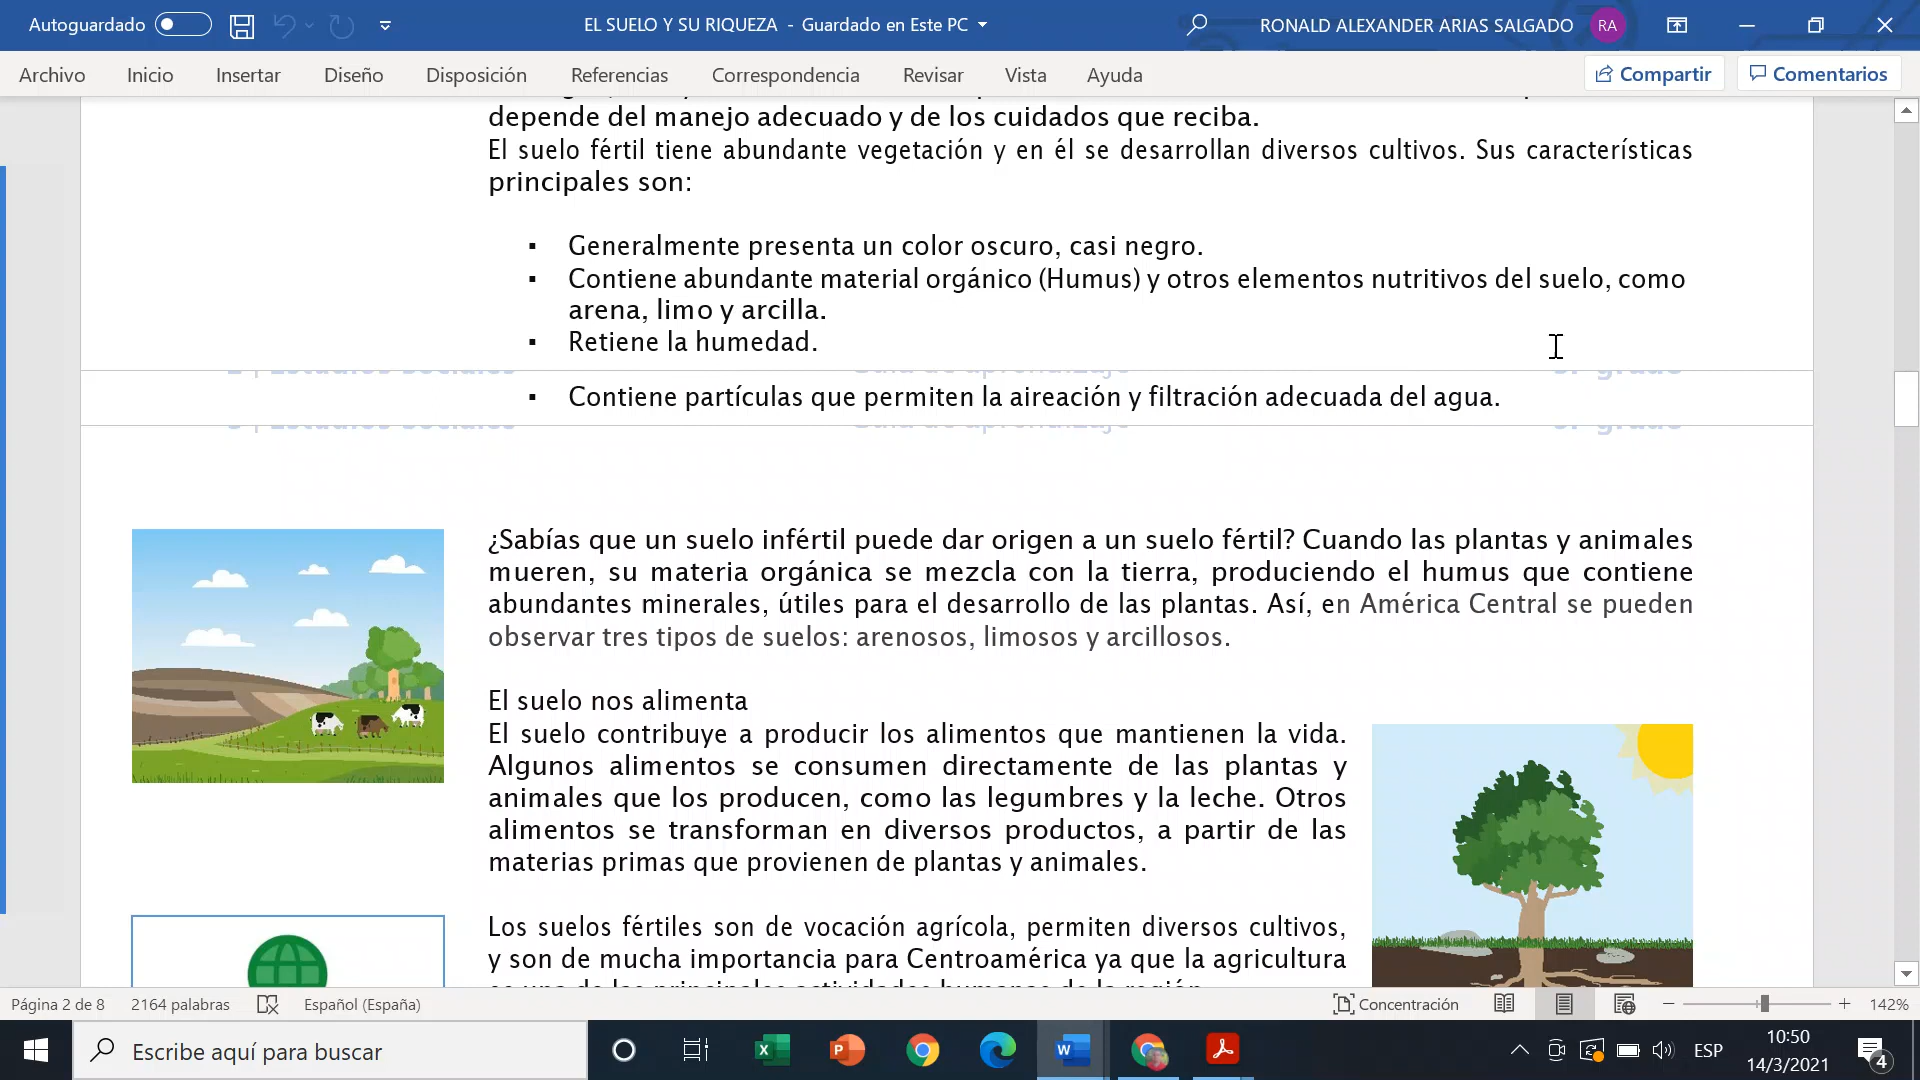 Autoguardado
EL SUELO Y SU RIQUEZA - Guardado en Este PC
RONALD ALEXANDER ARIAS SALGADO RA
Archivo Inicio Insertar Diseño Disposición Referencias Correspondencia Revisar Vista Ayuda Compartir Comentarios
depende del manejo adecuado y de los cuidados que reciba.
El suelo fértil tiene abundante vegetación y en él se desarrollan diversos cultivos. Sus características
principales son:
▪ Generalmente presenta un color oscuro, casi negro.
▪ Contiene abundante material orgánico (Humus) y otros elementos nutritivos del suelo, como
arena, limo y arcilla.
▪ Retiene la humedad.
▪ Contiene partículas que permiten la aireación y filtración adecuada del agua.
¿Sabías que un suelo infértil puede dar origen a un suelo fértil? Cuando las plantas y animales
mueren, su materia orgánica se mezcla con la tierra, produciendo el humus que contiene
abundantes minerales, útiles para el desarrollo de las plantas. Así, en América Central se pueden
observar tres tipos de suelos: arenosos, limosos y arcillosos.
El suelo nos alimenta
El suelo contribuye a producir los alimentos que mantienen la vida.
Algunos alimentos se consumen directamente de las plantas y
animales que los producen, como las legumbres y la leche. Otros
alimentos se transforman en diversos productos, a partir de las
materias primas que provienen de plantas y animales.
Los suelos fértiles son de vocación agrícola, permiten diversos cultivos,
y son de mucha importancia para Centroamérica ya que la agricultura
es una de las principales actividades humanas de la región.
Página 2 de 8 2164 palabras Español (España) Concentración 142%
Escribe aquí para buscar
ESP
10:50
14/3/2021
4